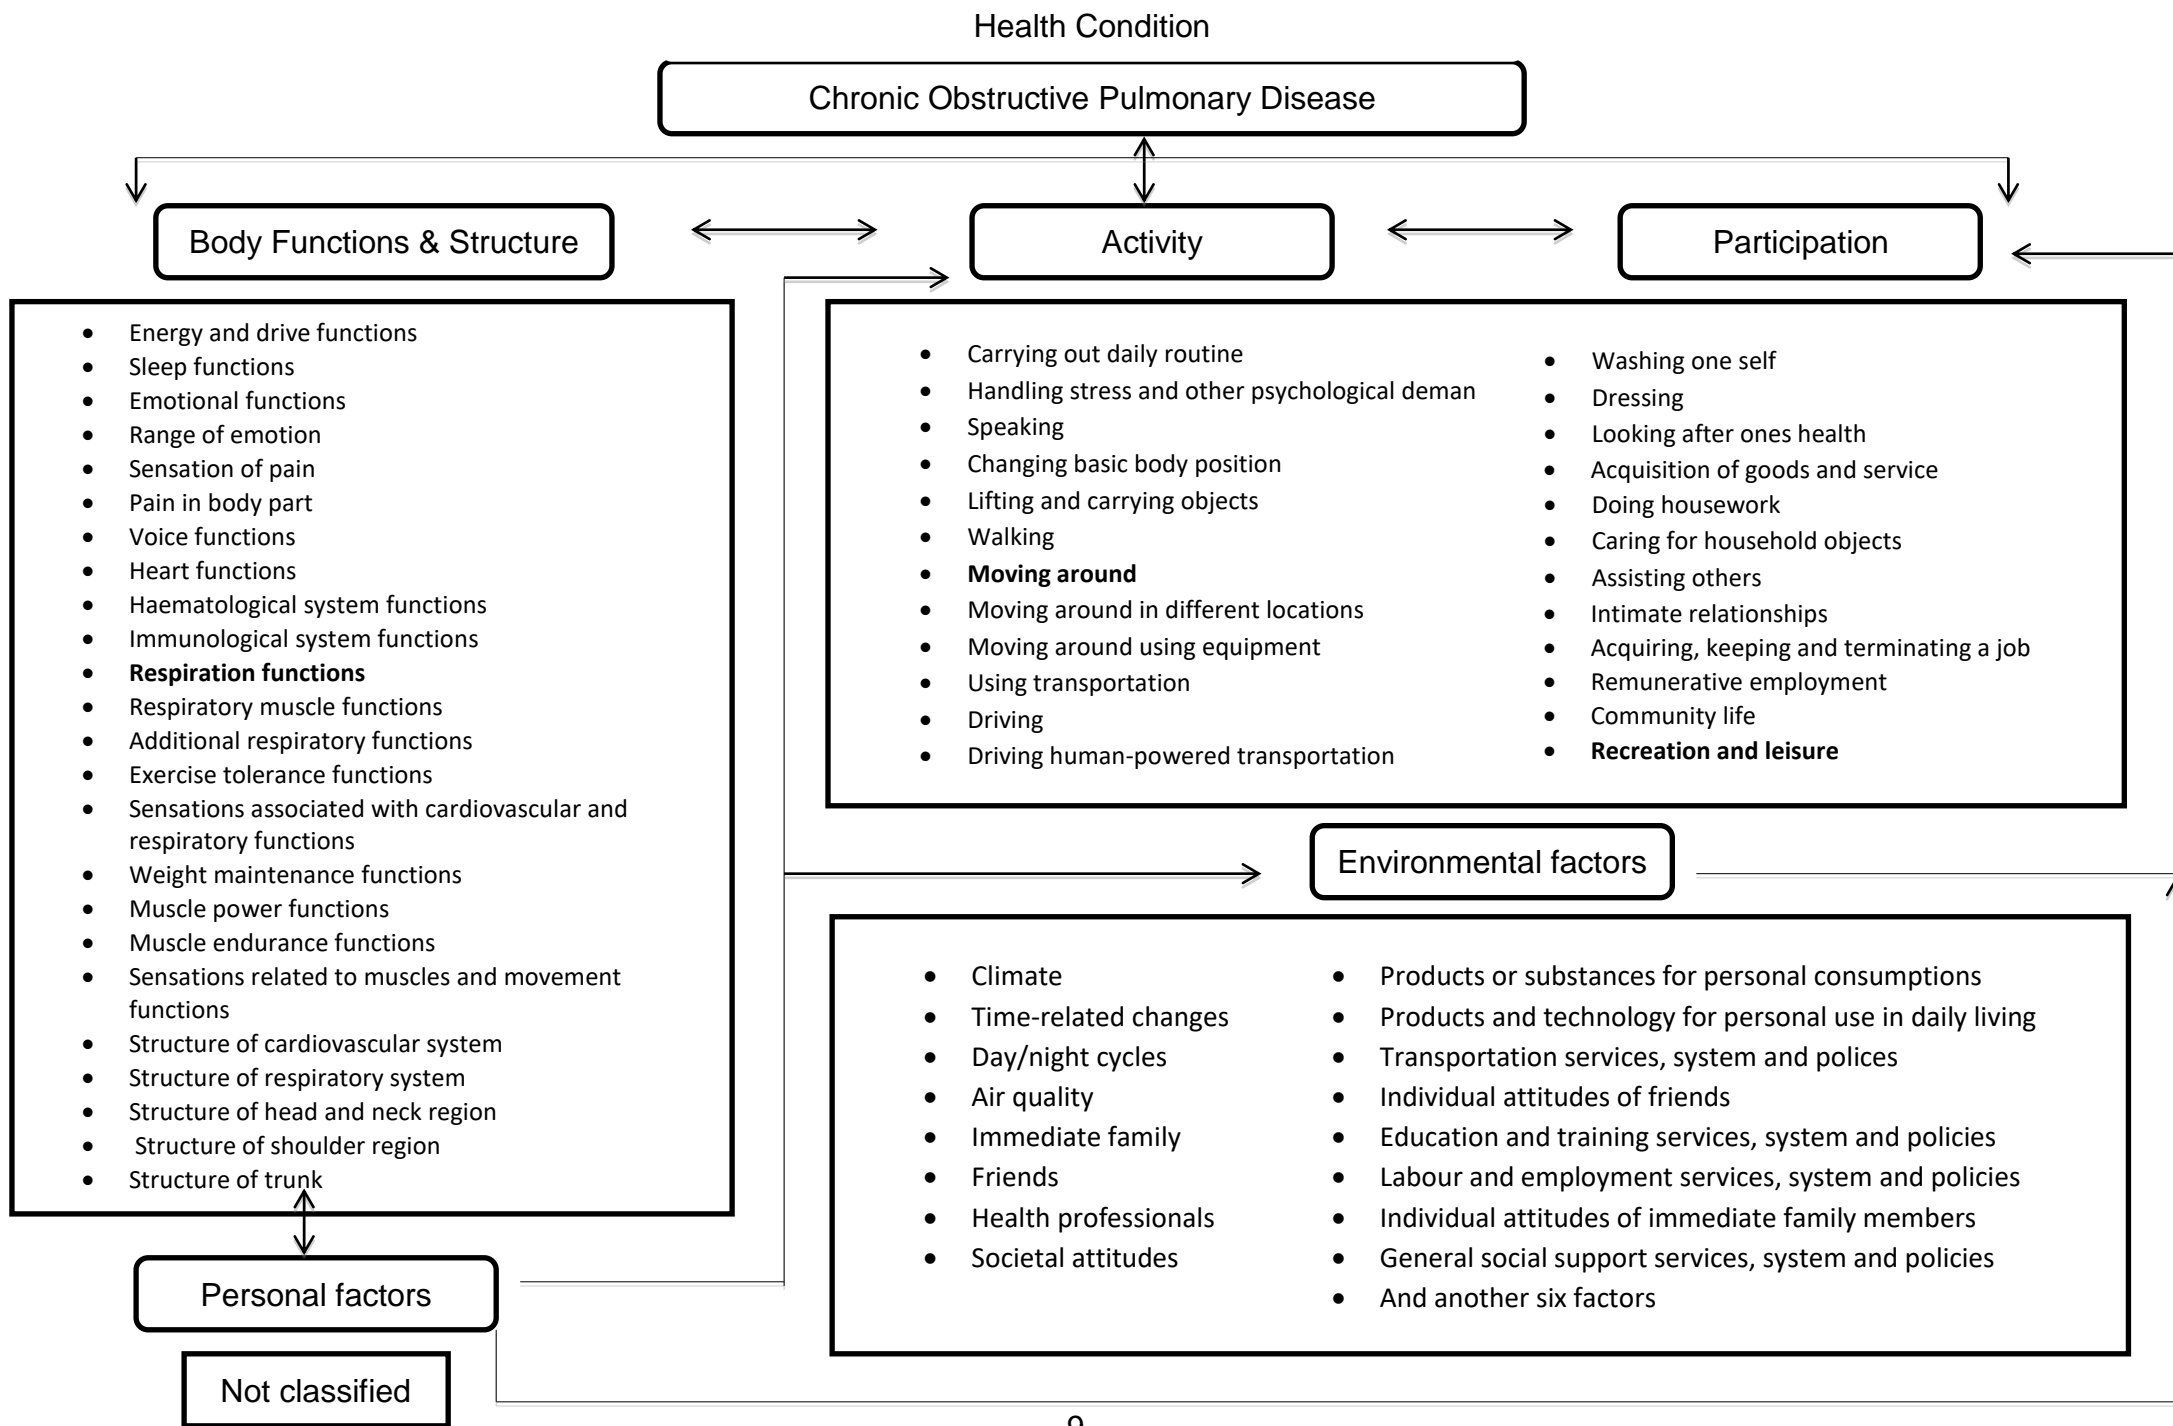 Health Condition
Chronic Obstructive Pulmonary Disease
Body Functions & Structure
Activity
Participation
• Energy and drive functions
• Sleep functions
• Emotional functions
• Range of emotion
• Sensation of pain
• Pain in body part
• Voice functions
• Heart functions
• Haematological system functions
• Immunological system functions
• Respiration functions
• Respiratory muscle functions
• Additional respiratory functions
• Exercise tolerance functions
• Sensations associated with cardiovascular and
respiratory functions
• Weight maintenance functions
• Muscle power functions
• Muscle endurance functions
• Sensations related to muscles and movement
functions
• Structure of cardiovascular system
• Structure of respiratory system
• Structure of head and neck region
• Structure of shoulder region
• Structure of trunk
• Carrying out daily routine
• Handling stress and other psychological deman
• Speaking
• Changing basic body position
• Lifting and carrying objects
• Walking
• Moving around
• Moving around in different locations
• Moving around using equipment
• Using transportation
• Driving
• Driving human-powered transportation
• Washing one self
• Dressing
• Looking after ones health
• Acquisition of goods and service
• Doing housework
• Caring for household objects
• Assisting others
• Intimate relationships
• Acquiring, keeping and terminating a job
• Remunerative employment
• Community life
• Recreation and leisure
Environmental factors
• Climate
• Time-related changes
• Day/night cycles
• Air quality
• Immediate family
• Friends
• Health professionals
• Societal attitudes
• Products or substances for personal consumptions
• Products and technology for personal use in daily living
• Transportation services, system and polices
• Individual attitudes of friends
• Education and training services, system and policies
• Labour and employment services, system and policies
• Individual attitudes of immediate family members
• General social support services, system and policies
• And another six factors
Personal factors
Not classified